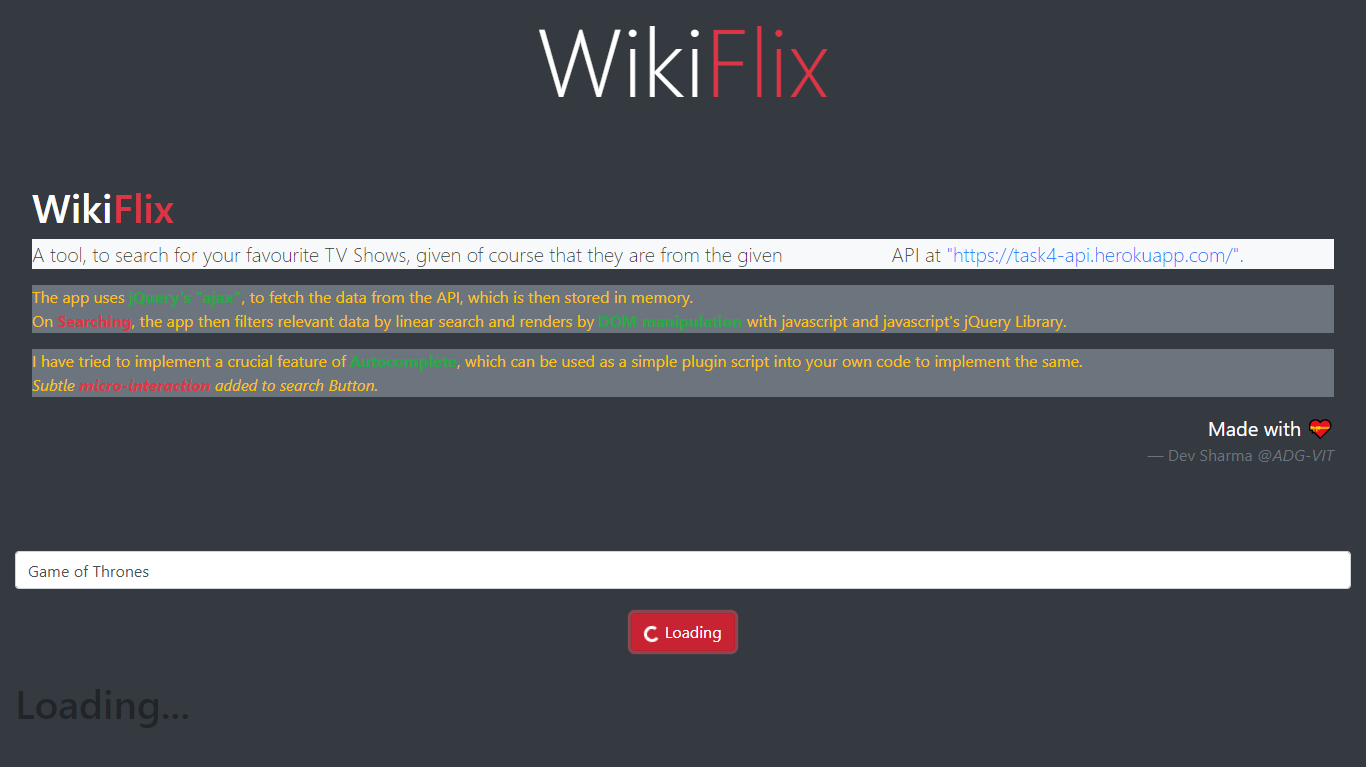 WikiFlix
WikiFlix
A tool, to search for your favourite TV Shows, given of course that they are from the given API at "https://task4-api.herokuapp.com/".
The app uses jQuery's "ajax", to fetch the data from the API, which is then stored in memory.
On Searching, the app then filters relevant data by linear search and renders by DOM manipulation with javascript and javascript's jQuery Library.
I have tried to implement a crucial feature of Autocomplete, which can be used as a simple plugin script into your own code to implement the same.
Subtle micro-interaction added to search Button.
Made with
— Dev Sharma @ADG-VIT
Game of Thrones
Loading
Loading...